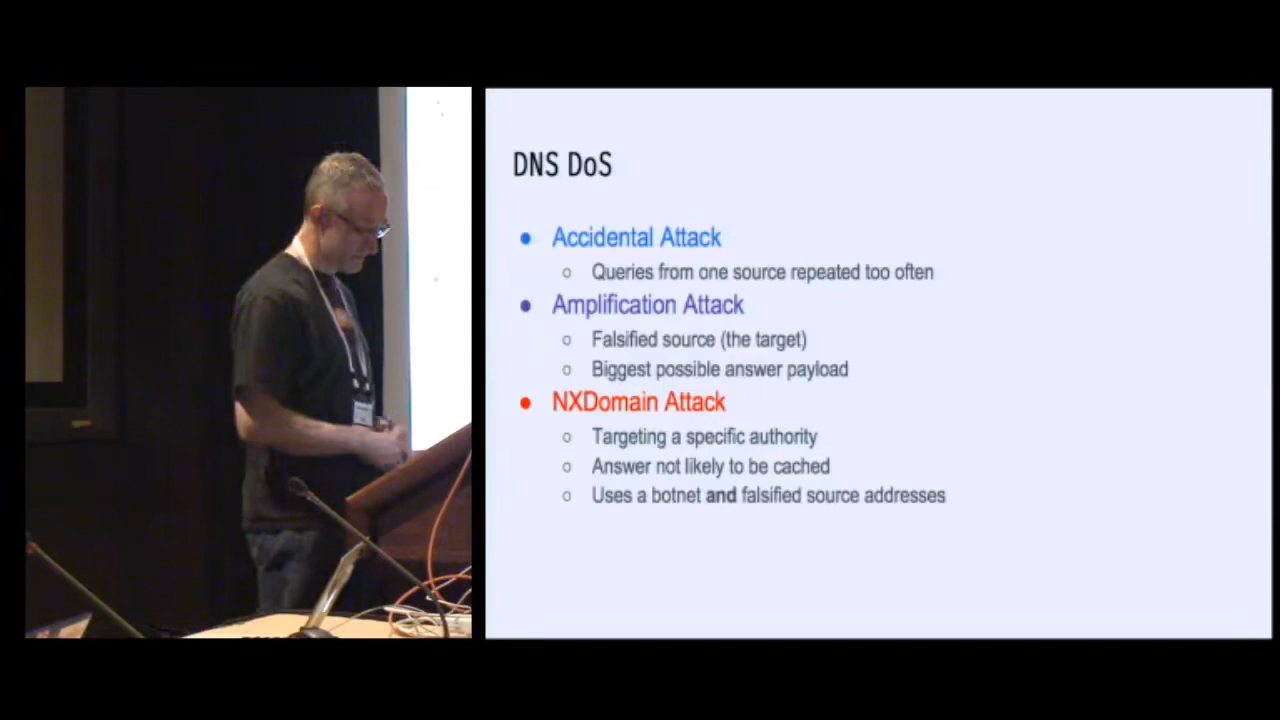 DNS DoS
● Accidental Attack
○ Queries from one source repeated too often
● Amplification Attack
○ Falsified source (the target)
○ Biggest possible answer payload
● NXDomain Attack
○ Targeting a specific authority
○ Answer not likely to be cached
○ Uses a botnet and falsified source addresses